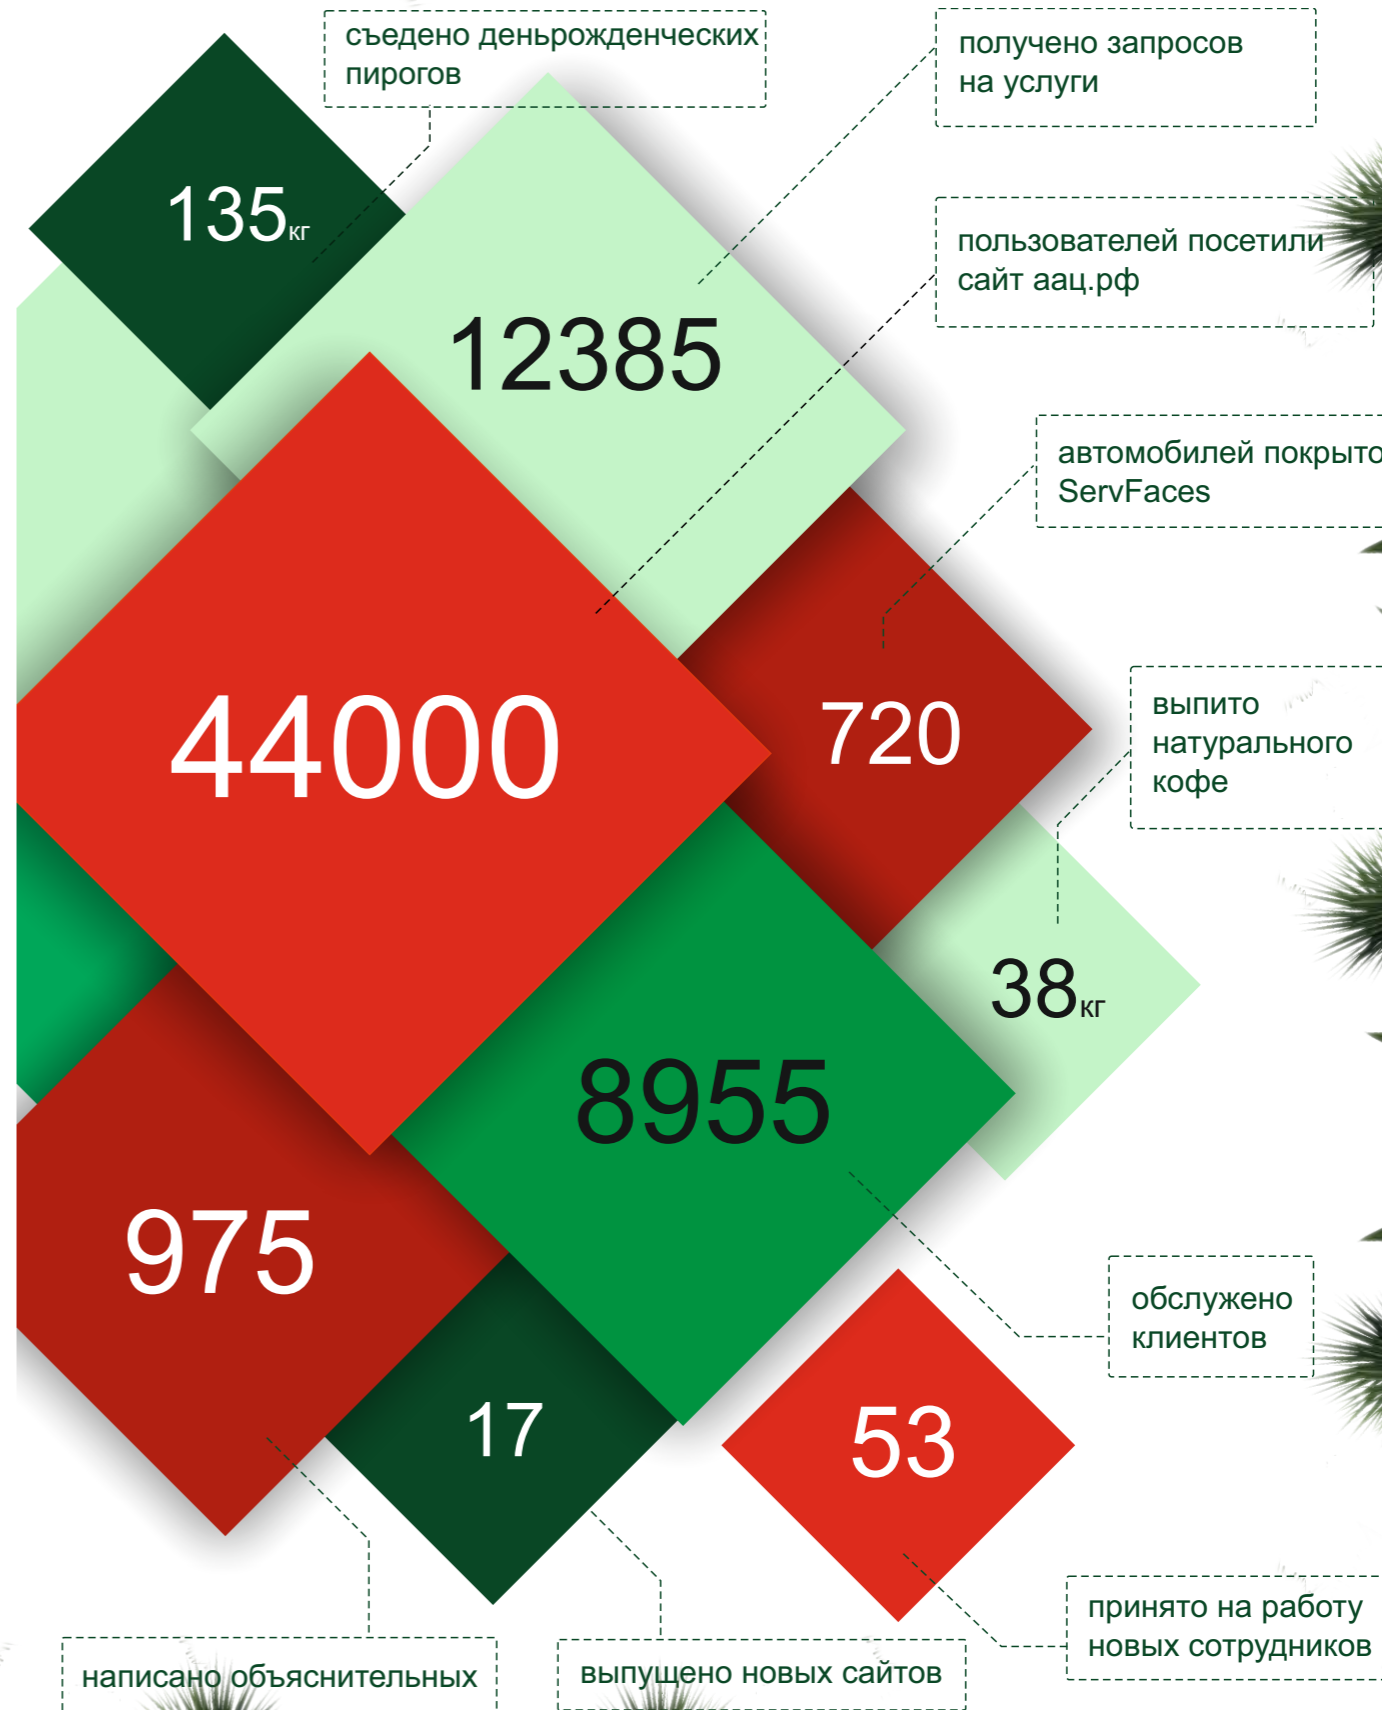 съедено деньрожденческих
пирогов
получено запросов
на услуги
135кг
пользователей посетили
сайт аац.рф
12385
автомобилей покрыто
ServFaces
44000
720
выпито
натурального
кофе
38кг
8955
975
обслужено
клиентов
17
53
принято на работу
новых сотрудников
написано объяснительных
выпущено новых сайтов